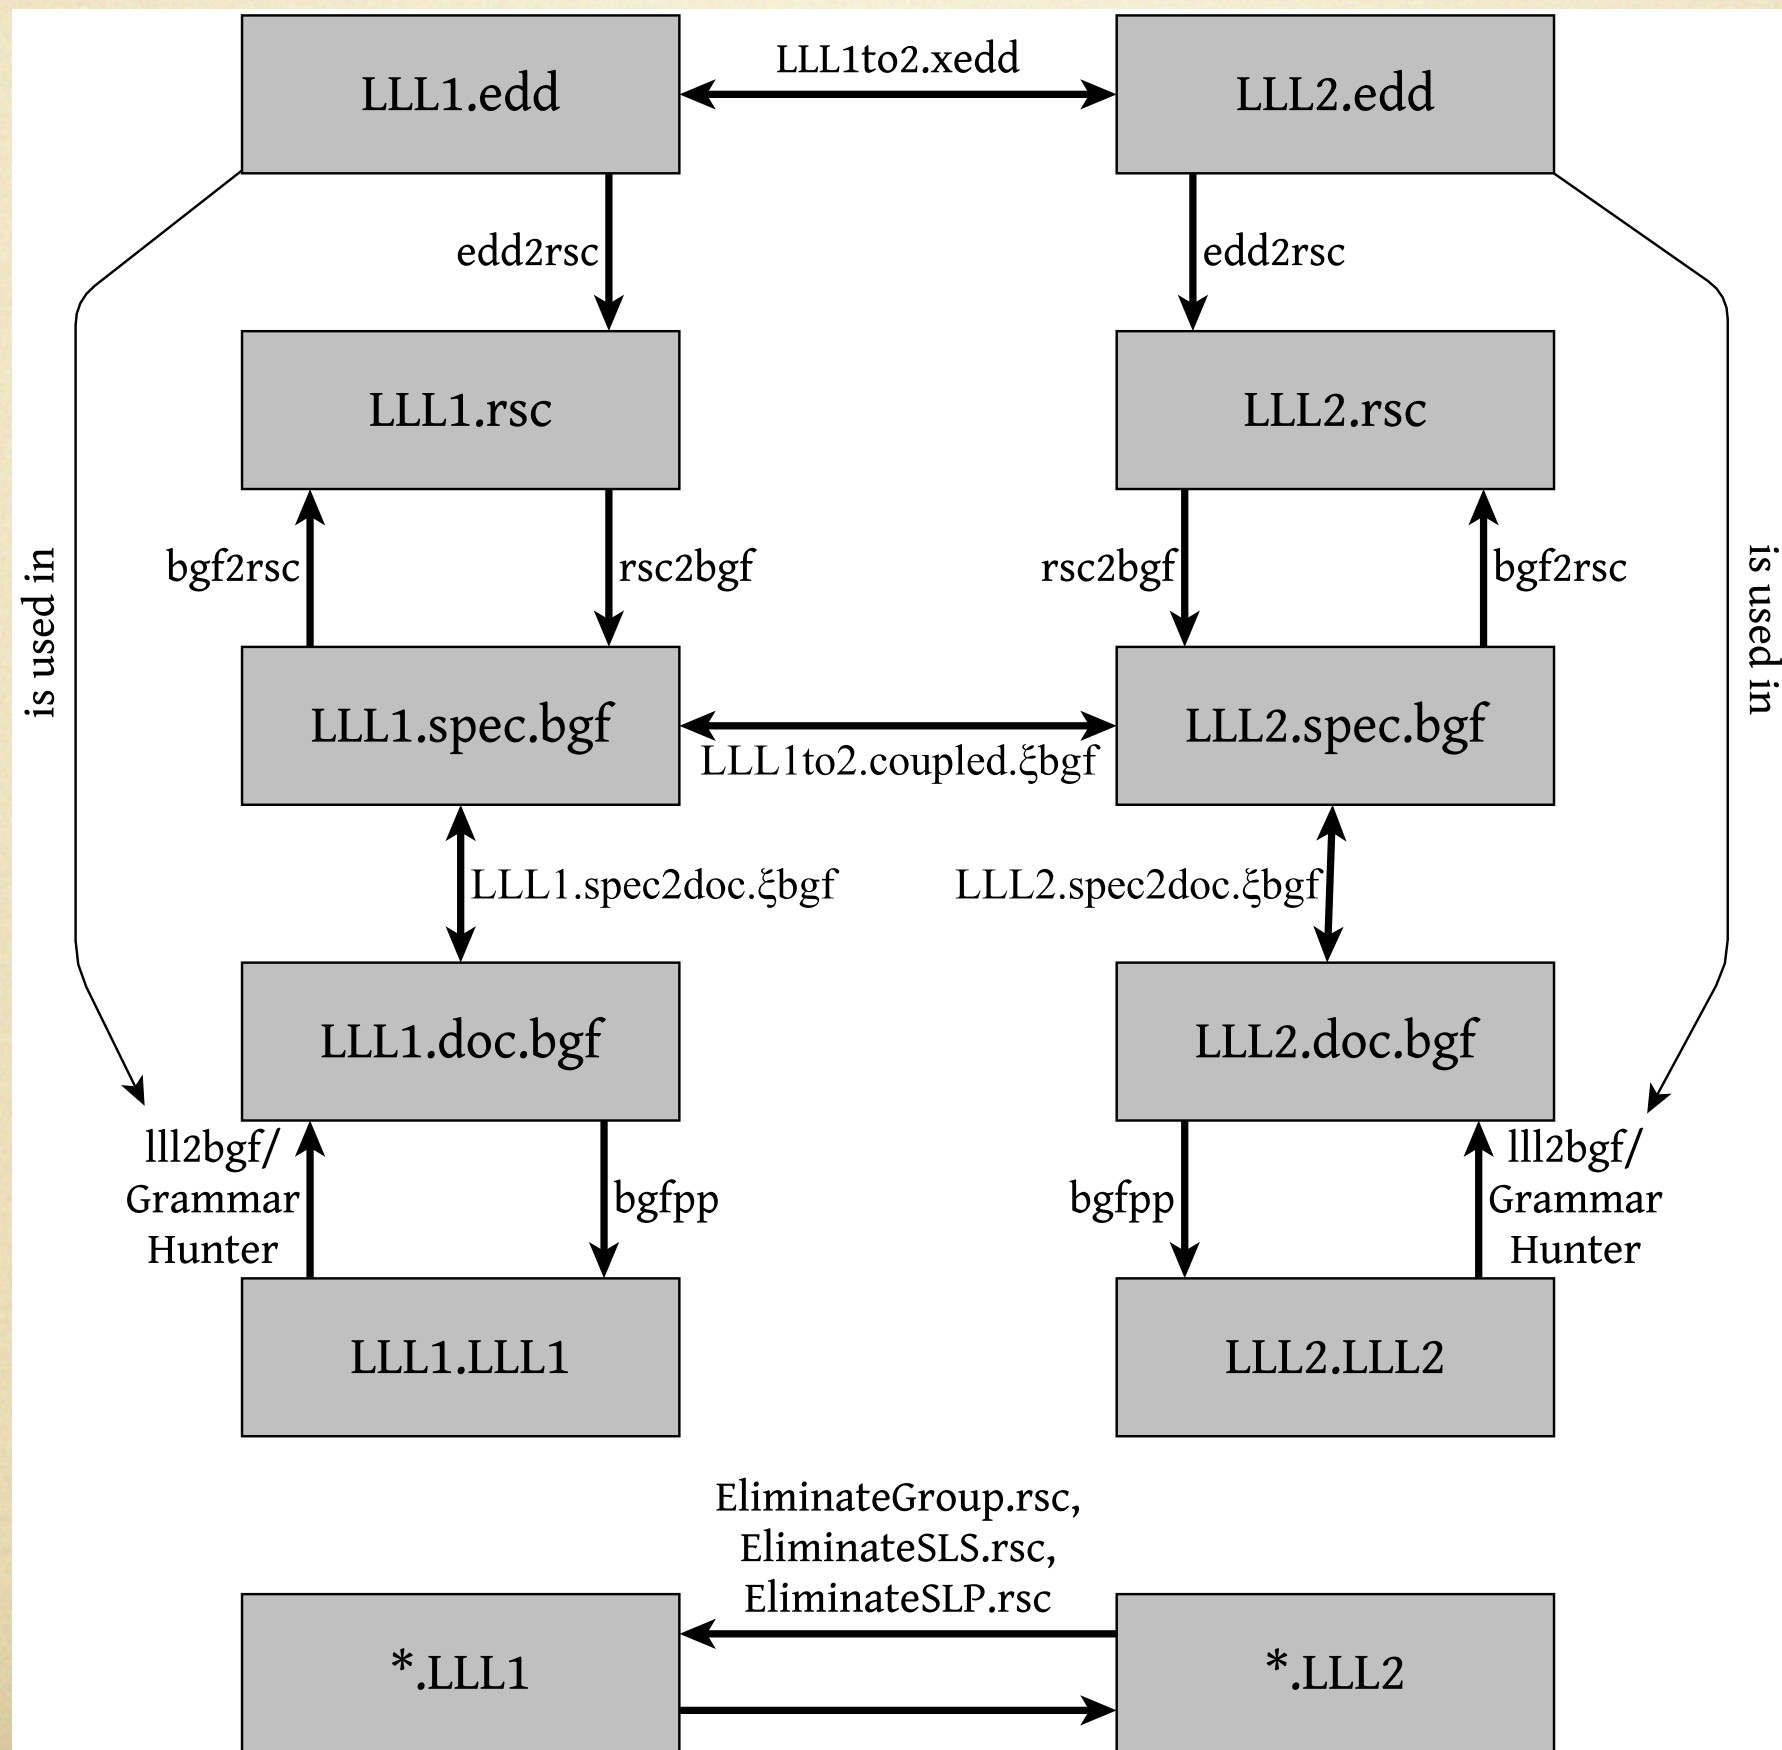 LLL1to2.xedd
LLL1.edd
LLL2.edd
edd2rsc
edd2rsc
LLL1.rsc
LLL2.rsc
is used in
bgf2rsc
rsc2bgf
rsc2bgf
bgf2rsc
is used in
LLL1.spec.bgf
LLL2.spec.bgf
LLL1to2.coupled.ξbgf
LLL1.spec2doc.ξbgf
LLL2.spec2doc.ξbgf
LLL1.doc.bgf
LLL2.doc.bgf
lll2bgf/
Grammar
Hunter
bgfpp
bgfpp
lll2bgf/
Grammar
Hunter
LLL1.LLL1
LLL2.LLL2
EliminateGroup.rsc,
EliminateSLS.rsc,
EliminateSLP.rsc
*.LLL1
*.LLL2